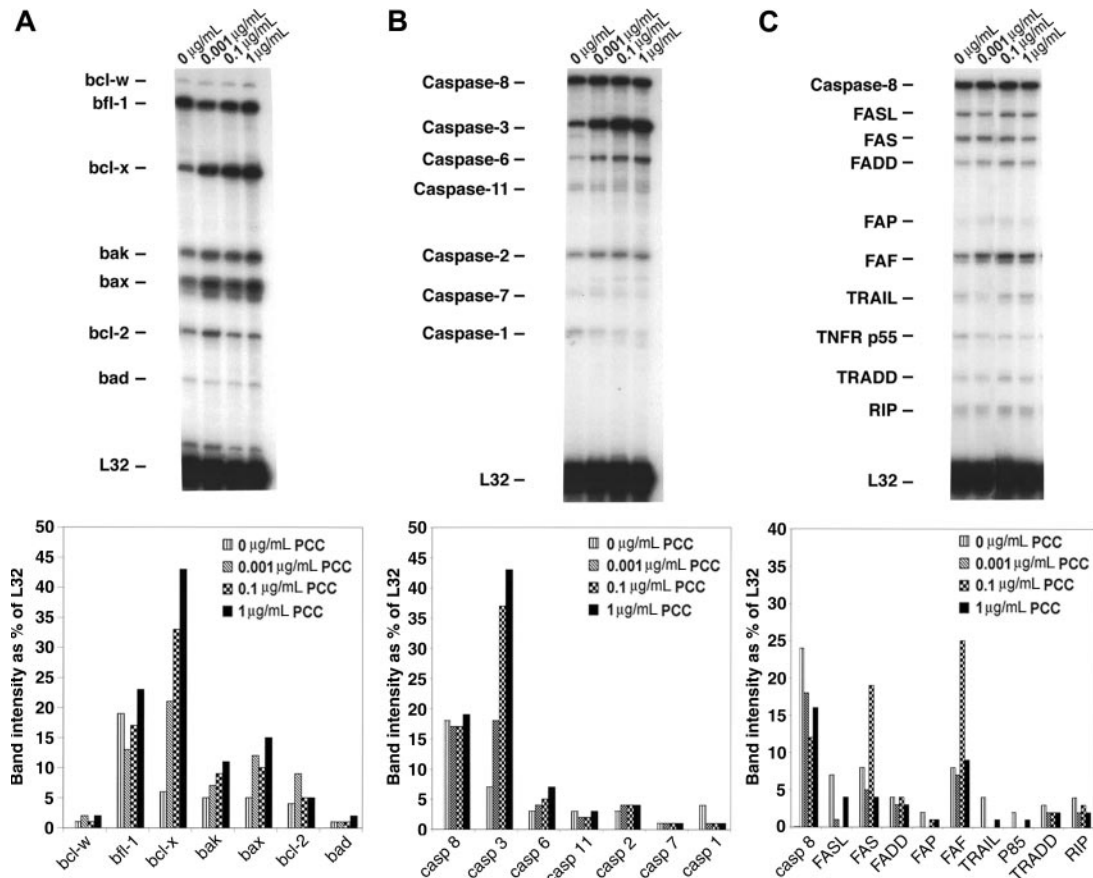 A
0 µg/mL
0.001 µg/mL
0.1 µg/mL
1 µg/mL
bcl-w –
bfl-1 –
bcl-x –
bak –
bax –
bcl-2 –
bad –
L32 –
B
0 µg/mL
0.001 µg/mL
0.1 µg/mL
1 µg/mL
Caspase-8 –
Caspase-3 –
Caspase-6 –
Caspase-11 –
Caspase-2 –
Caspase-7 –
Caspase-1 –
L32 –
C
0 µg/mL
0.001 µg/mL
0.1 µg/mL
1 µg/mL
Caspase-8 –
FASL –
FAS –
FADD –
FAP –
FAF –
TRAIL –
TNFR p55 –
TRADD –
RIP –
L32 –
Band intensity as % of L32
50
45
40
35
30
25
20
15
10
5
0
0 µg/mL PCC
0.001 µg/mL PCC
0.1 µg/mL PCC
1 µg/mL PCC
bcl-w
bfl-1
bcl-x
bak
bax
bcl-2
bad
Band intensity as % of L32
50
45
40
35
30
25
20
15
10
5
0
0 µg/mL PCC
0.001 µg/mL PCC
0.1 µg/mL PCC
1 µg/mL PCC
casp 8
casp 3
casp 6
casp 11
casp 2
casp 7
casp 1
Band intensity as % of L32
40
35
30
25
20
15
10
5
0
0 µg/mL PCC
0.001 µg/mL PCC
0.1 µg/mL PCC
1 µg/mL PCC
casp 8
FASL
FAS
FADD
FAP
FAF
TRAIL
P85
TRADD
RIP